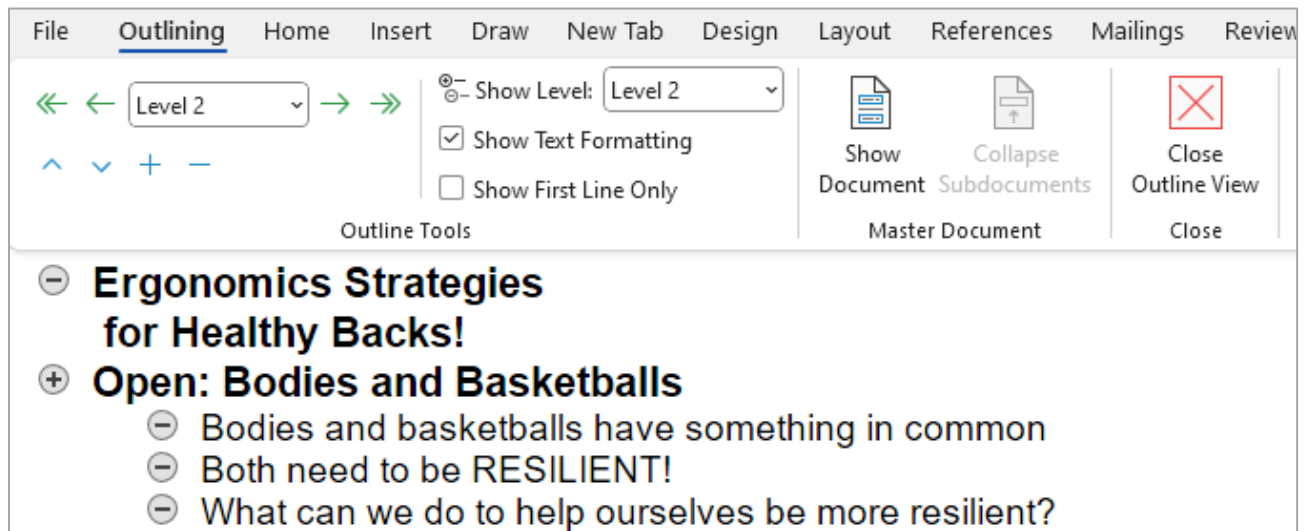 File Outlining Home Insert Draw New Tab Design Layout References Mailings Review
Level 2
Show Level: Level 2
Show Text Formatting
Show First Line Only
Outline Tools
Show Document
Collapse Subdocuments
Master Document
Close Outline View
Close
Ergonomics Strategies
for Healthy Backs!
Open: Bodies and Basketballs
Bodies and basketballs have something in common
Both need to be RESILIENT!
What can we do to help ourselves be more resilient?